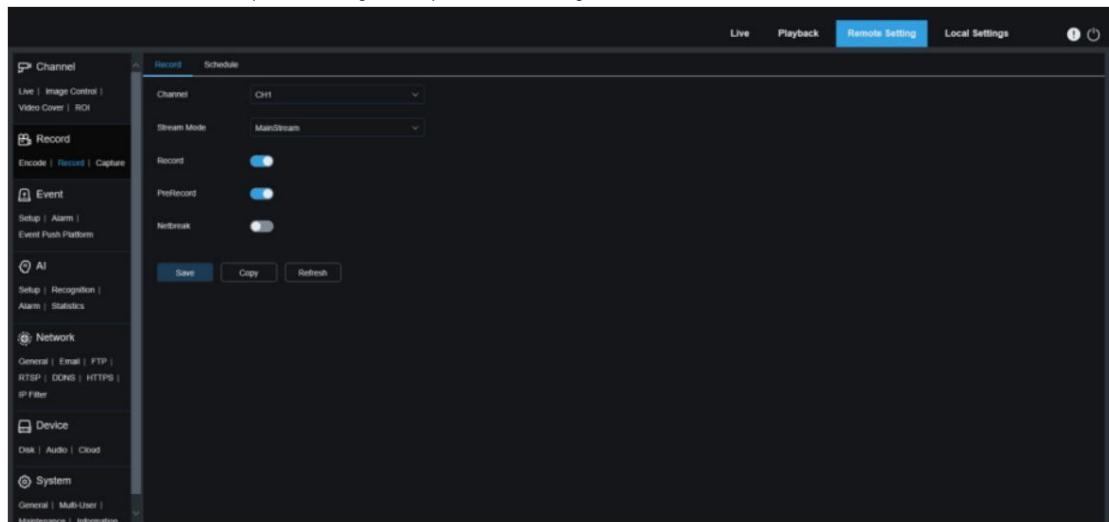 Live Playback Remote Setting Local Settings
Channel
Live | Image Control |
Video Cover | ROI
Record
Encode | Record | Capture
Event
Setup | Alarm |
Event Push Platform
AI
Setup | Recognition |
Alarm | Statistics
Network
General | Email | FTP |
RTSP | DDNS | HTTPS |
IP Filter
Device
Disk | Audio | Cloud
System
General | Multi-User |
Maintenance | Information
Record Schedule
Channel CH1
Stream Mode MainStream
Record
PreRecord
Netbreak
Save Copy Refresh